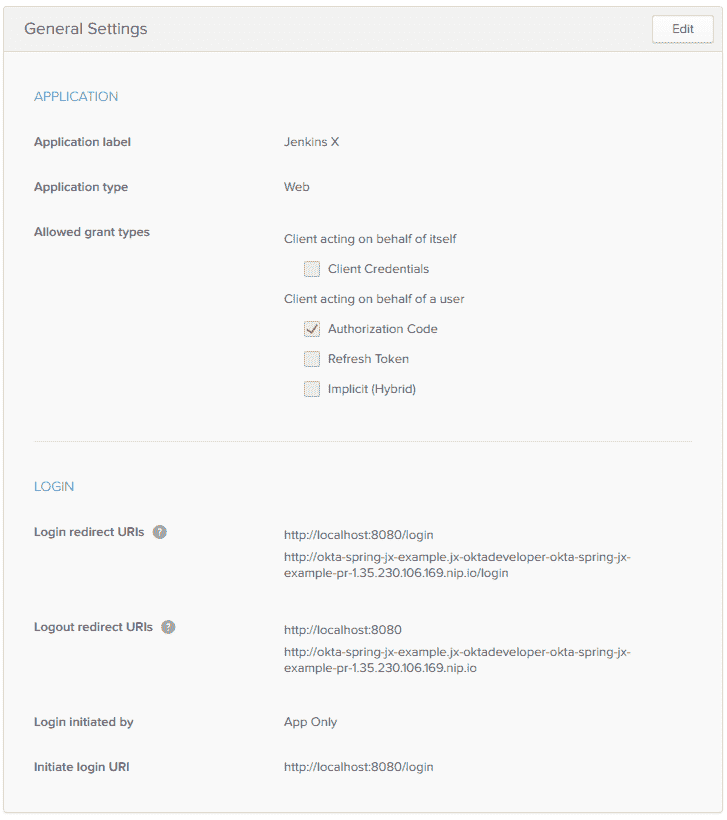 General Settings
Edit
APPLICATION
Application label
Jenkins X
Application type
Web
Allowed grant types
Client acting on behalf of itself
Client Credentials
Client acting on behalf of a user
Authorization Code
Refresh Token
Implicit (Hybrid)
LOGIN
Login redirect URIs ?
http://localhost:8080/login
http://okta-spring-jx-example.jx-oktadeveloper-okta-spring-jx-
example-pr-1.35.230.106.169.nip.io/login
Logout redirect URIs ?
http://localhost:8080
http://okta-spring-jx-example.jx-oktadeveloper-okta-spring-jx-
example-pr-1.35.230.106.169.nip.io
Login initiated by
App Only
Initiate login URI
http://localhost:8080/login